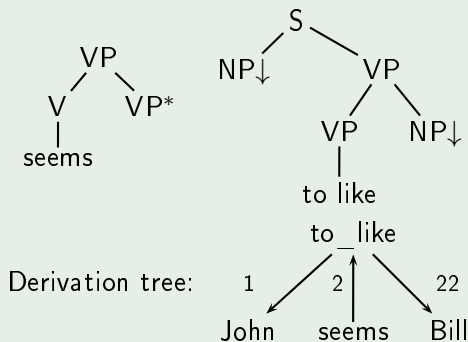 S
VP NP↓ VP
V VP*
VP NP↓
seems
to like
to_like
Derivation tree: 1 2 22
John seems Bill